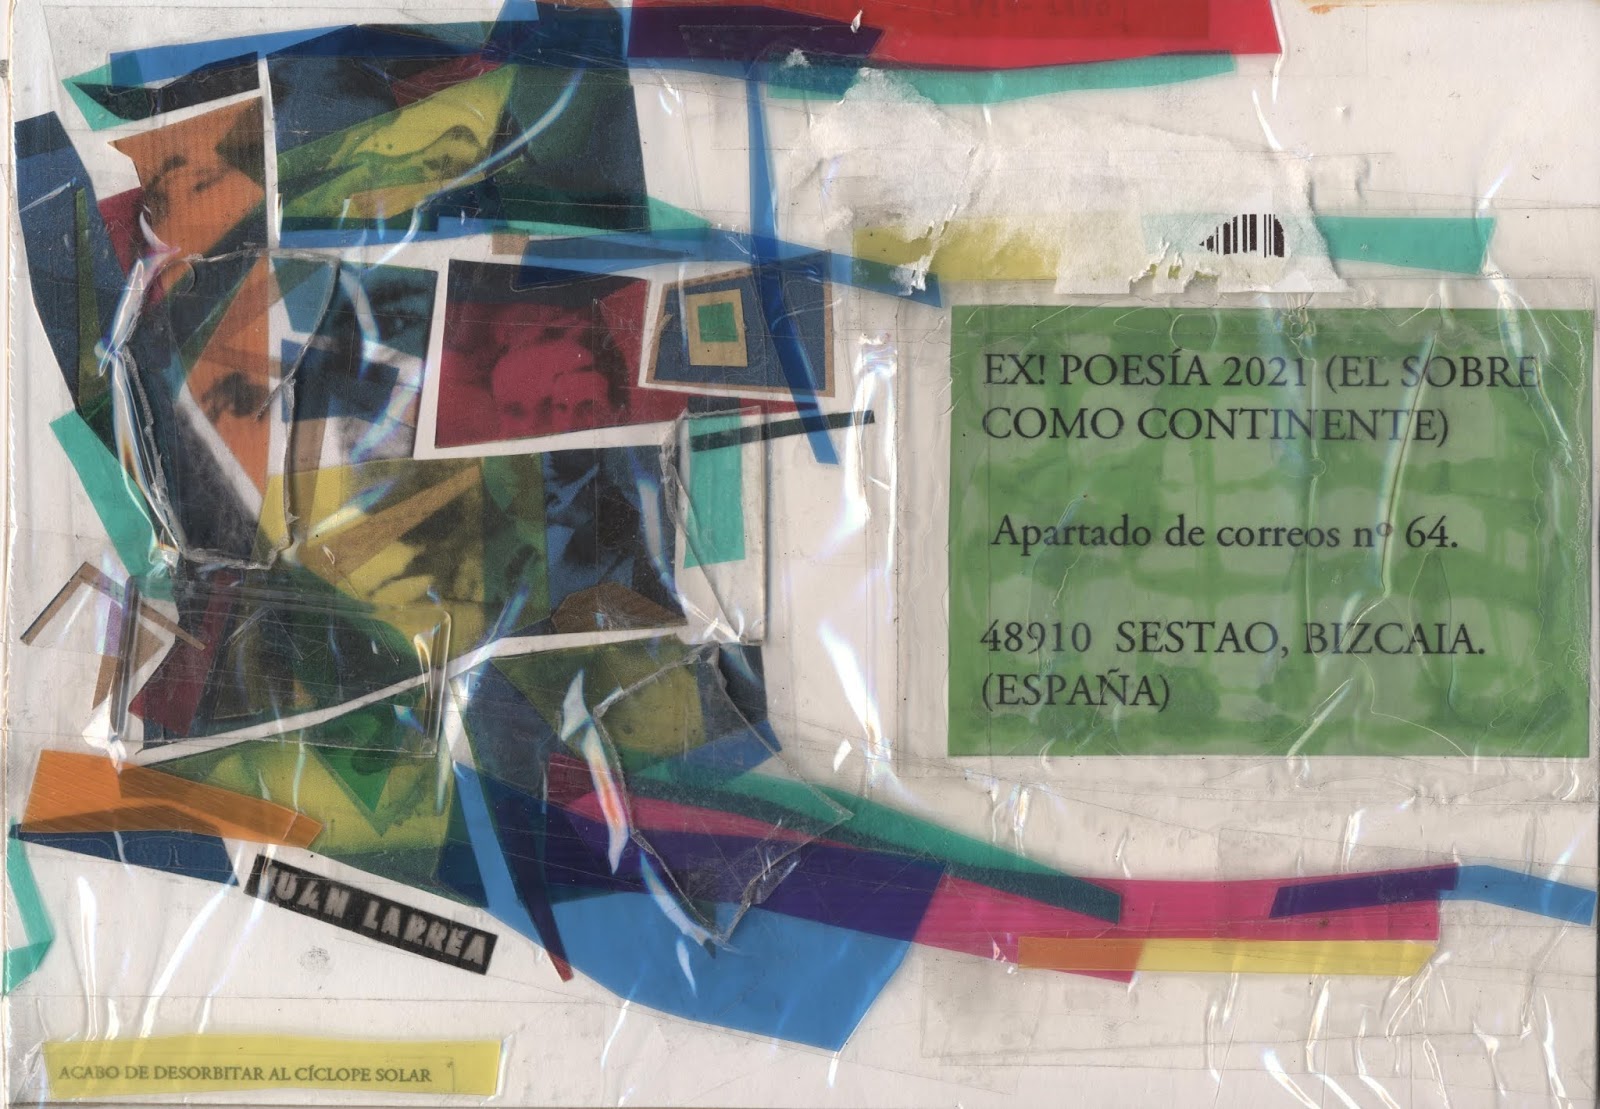 EX! POESÍA 2021 (EL SOBRE
COMO CONTINENTE)
Apartado de correos nº 64.
48910 SESTAO, BIZCAIA.
(ESPAÑA)
JUAN LARREA
ACABO DE DESORBITAR AL CÍCLOPE SOLAR